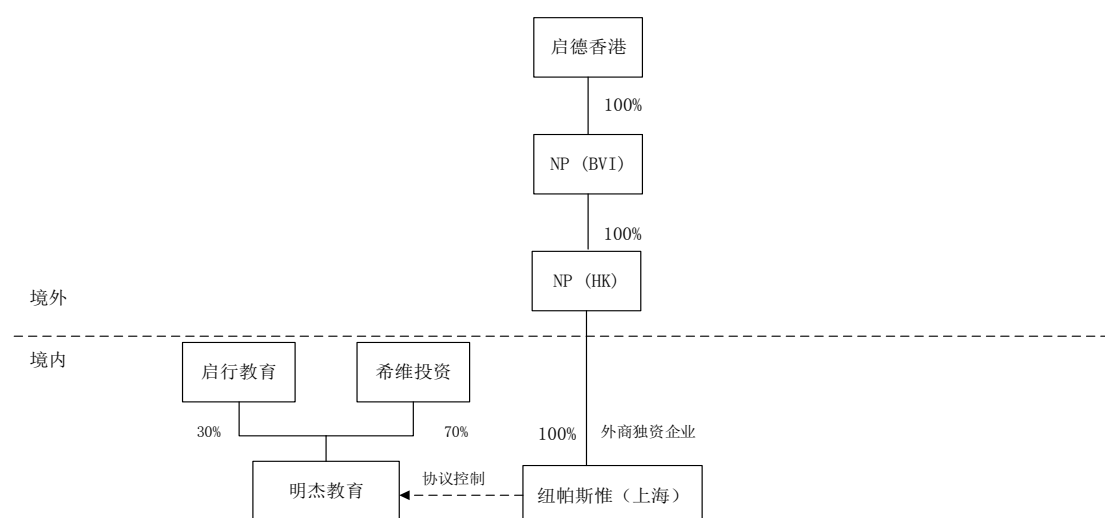 启德香港
100%
NP (BVI)
100%
NP (HK)
境外
境内
启行教育
希维投资
30%
70%
100%
外商独资企业
明杰教育
协议控制
纽帕斯惟（上海）